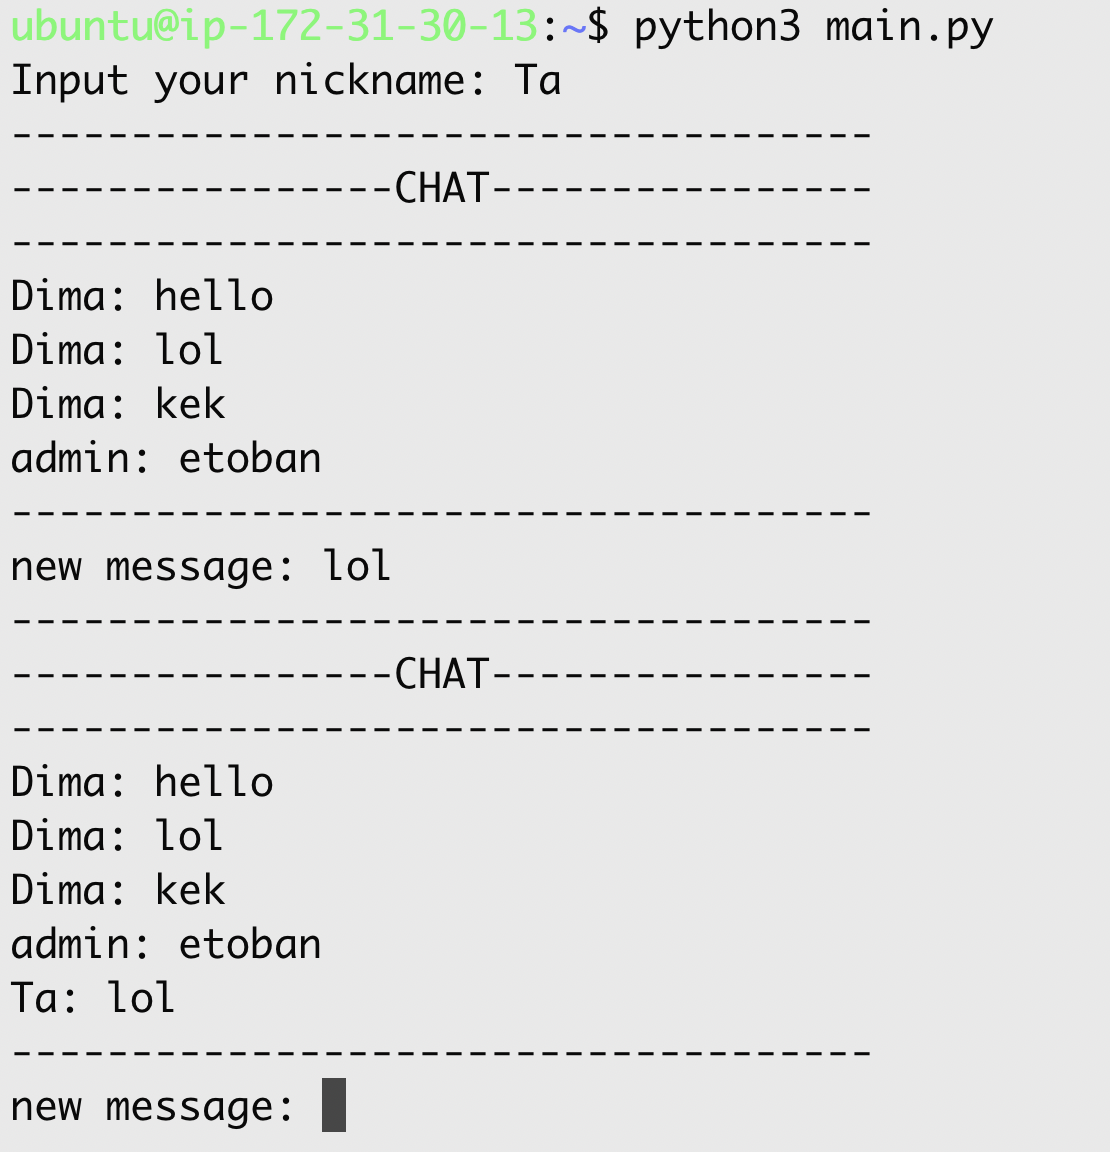 ubuntu@ip-172-31-30-13:~$ python3 main.py
Input your nickname: Ta
------------------------------------
----------------CHAT----------------
------------------------------------
Dima: hello
Dima: lol
Dima: kek
admin: etoban
------------------------------------
new message: lol
------------------------------------
----------------CHAT----------------
------------------------------------
Dima: hello
Dima: lol
Dima: kek
admin: etoban
Ta: lol
------------------------------------
new message: